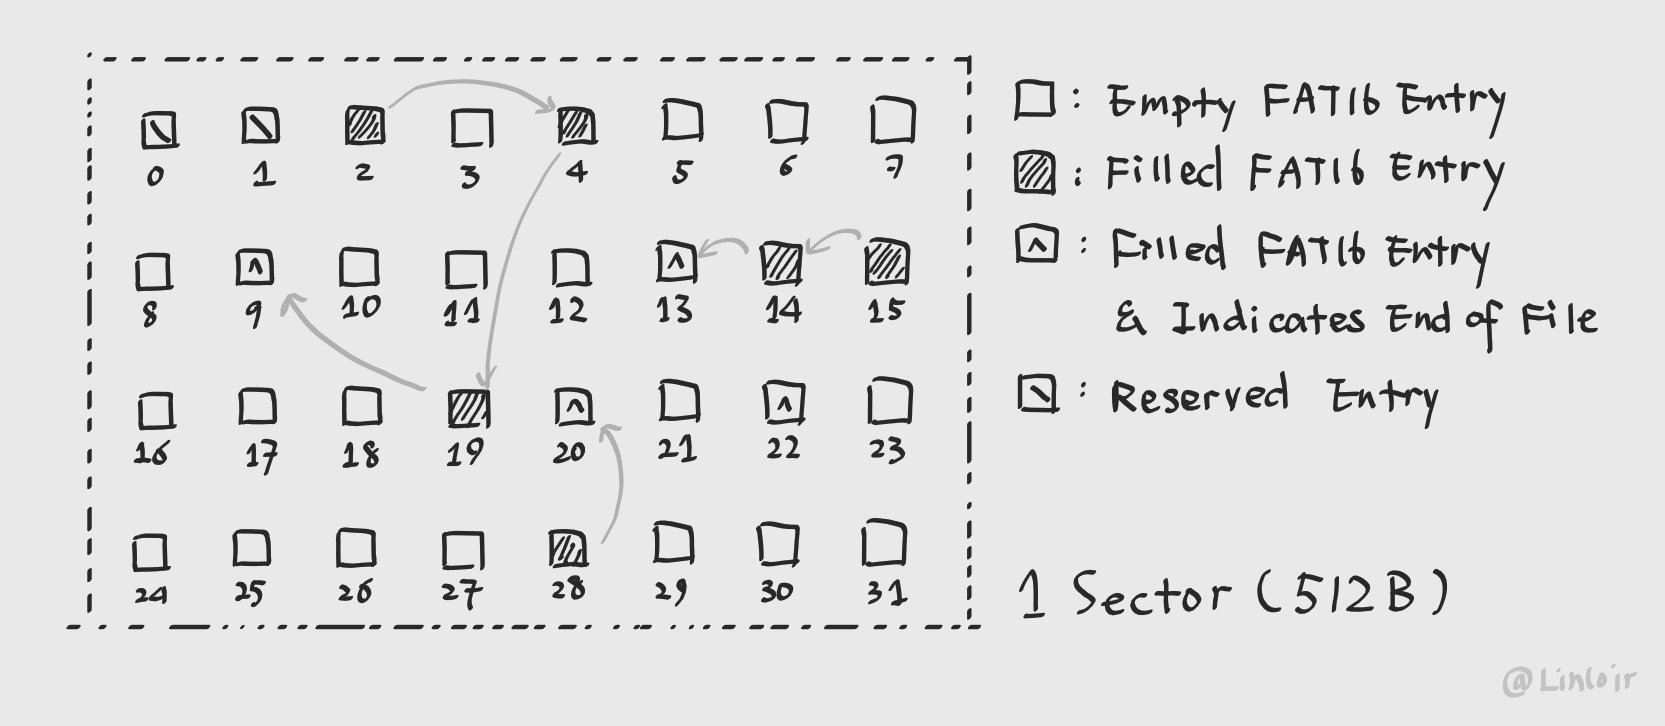 0 1 2 3 4 5 6 7
8 9 10 11 12 13 14 15
16 17 18 19 20 21 22 23
24 25 26 27 28 29 30 31
: Empty FAT16 Entry
: Filled FAT16 Entry
: Filled FAT16 Entry
& Indicates End of File
: Reserved Entry
1 Sector (512B)
@Linloir